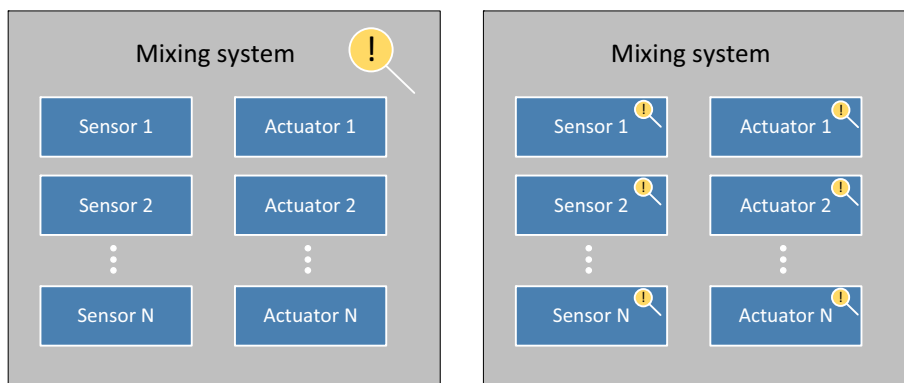 Mixing system
!
Sensor 1
Actuator 1
Sensor 2
Actuator 2
Sensor N
Actuator N
Mixing system
Sensor 1
!
Actuator 1
!
Sensor 2
!
Actuator 2
!
Sensor N
!
Actuator N
!